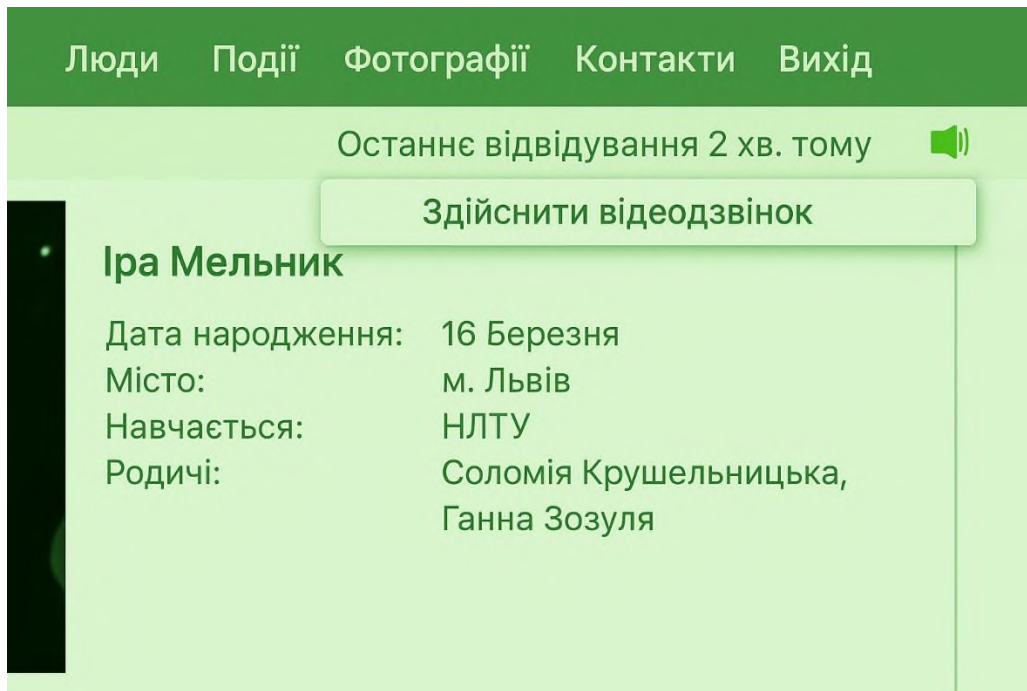 Люди Події Фотографії Контакти Вихід
Останнє відвідування 2 хв. тому
Здійснити відеодзвінок
Іра Мельник
Дата народження: 16 Березня
Місто: м. Львів
Навчається: НЛТУ
Родичі: Соломія Крушельницька,
Ганна Зозуля